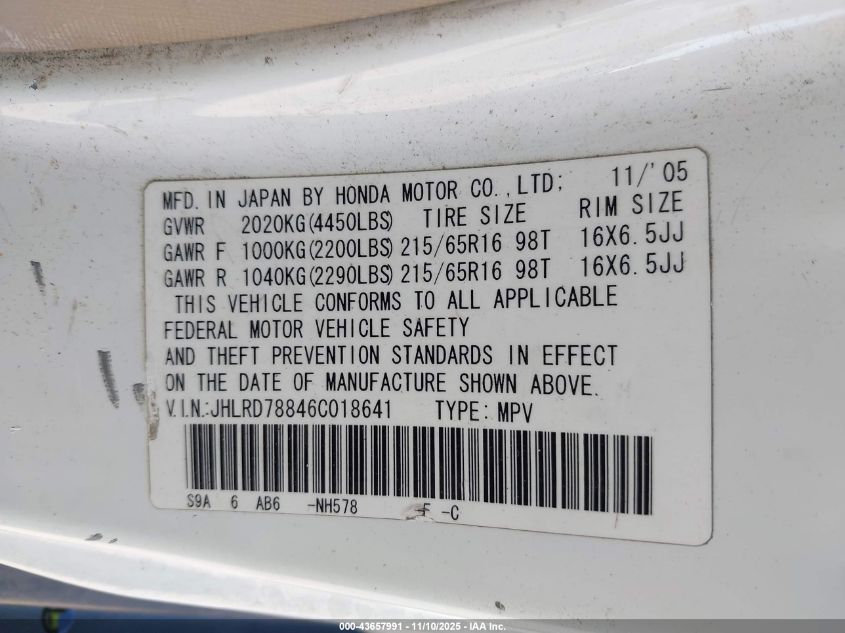 MFD. IN JAPAN BY HONDA MOTOR CO.,LTD; 11/'05
GVWR 2020KG(4450LBS) TIRE SIZE RIM SIZE
GAWR F 1000KG(2200LBS) 215/65R16 98T 16X6.5JJ
GAWR R 1040KG(2290LBS) 215/65R16 98T 16X6.5JJ
THIS VEHICLE CONFORMS TO ALL APPLICABLE
FEDERAL MOTOR VEHICLE SAFETY
AND THEFT PREVENTION STANDARDS IN EFFECT
ON THE DATE OF MANUFACTURE SHOWN ABOVE.
V.I.N.:JHLRD78846C018641 TYPE: MPV
S9A 6 AB6 -NH578 F -C
000-43657991 - 11/10/2025 - IAA Inc.